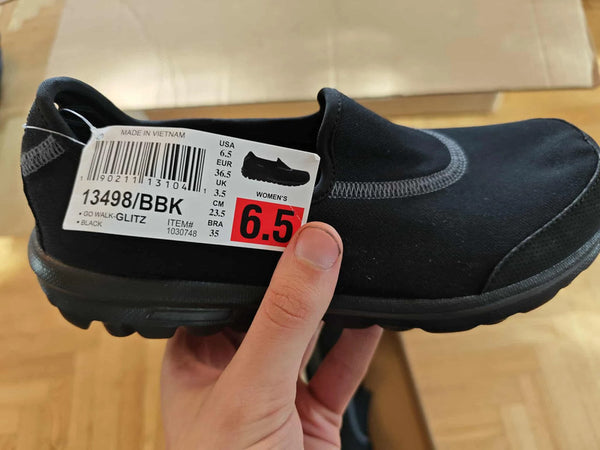 MADE IN VIETNAM
1 90211 13104 1
13498/BBK
• GO WALK-GLITZ
• BLACK
ITEM#
1030748
USA
6.5
EUR
36.5
UK
3.5
CM
23.5
BRA
35
WOMEN'S
6.5